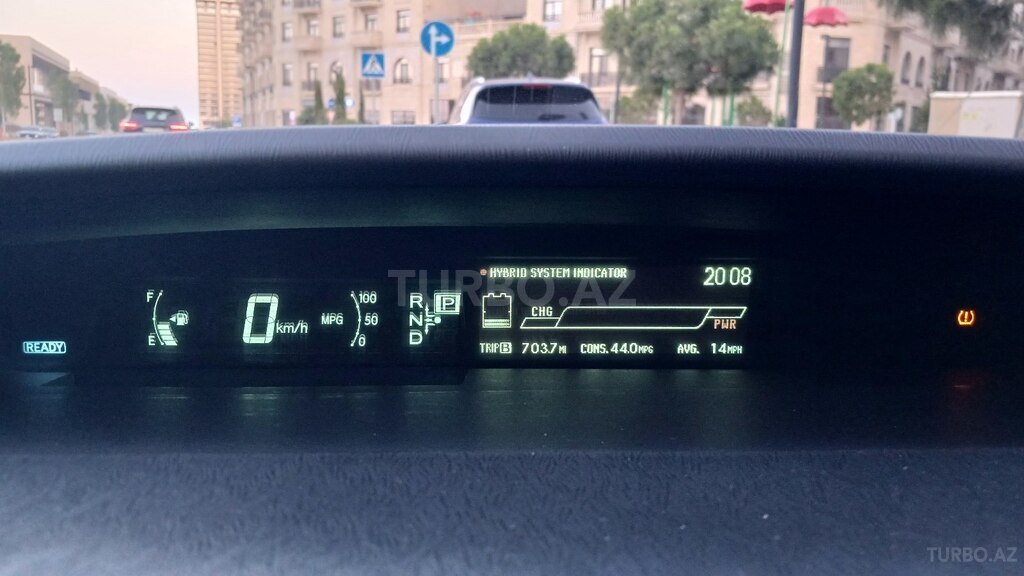 HYBRID SYSTEM INDICATOR 20 08
TURBO.AZ
F
E
0 km/h
MPG
100
50
0
R
N
D
P
CHG
PWR
READY
TRIP B 703.7 MI CONS. 44.0 MPG AVG. 14 MPH
TURBO.AZ